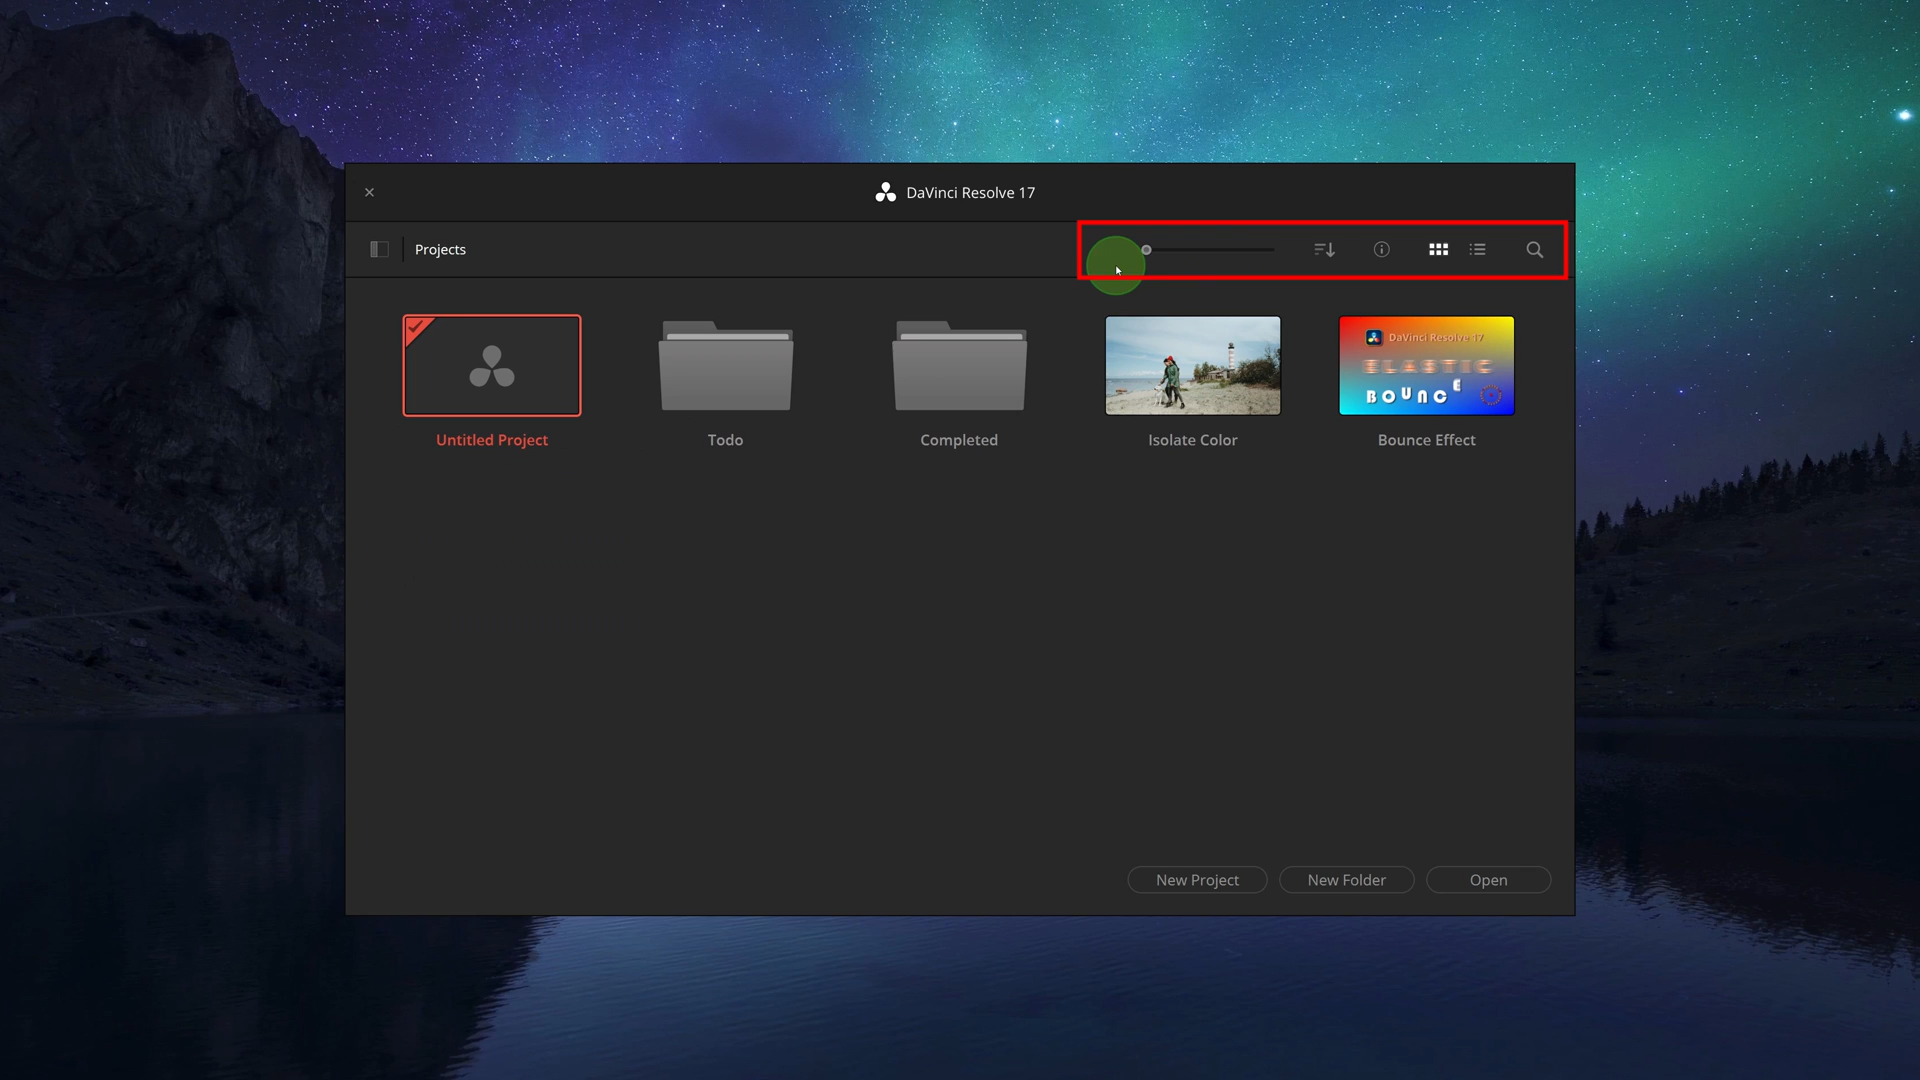 DaVinci Resolve 17
Projects
DaVinci Resolve 17
ELASTIC
BOUNCE
Untitled Project
Todo
Completed
Isolate Color
Bounce Effect
New Project
New Folder
Open